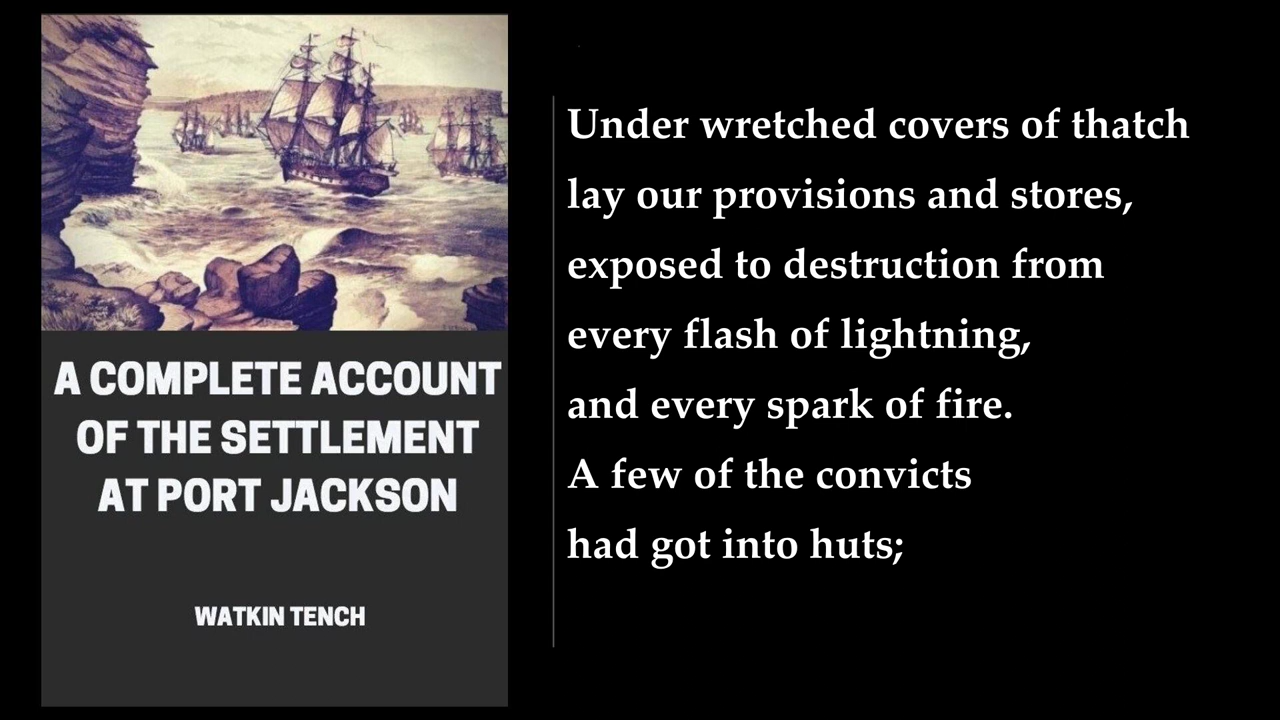 A COMPLETE ACCOUNT
OF THE SETTLEMENT
AT PORT JACKSON
WATKIN TENCH
Under wretched covers of thatch
lay our provisions and stores,
exposed to destruction from
every flash of lightning,
and every spark of fire.
A few of the convicts
had got into huts;